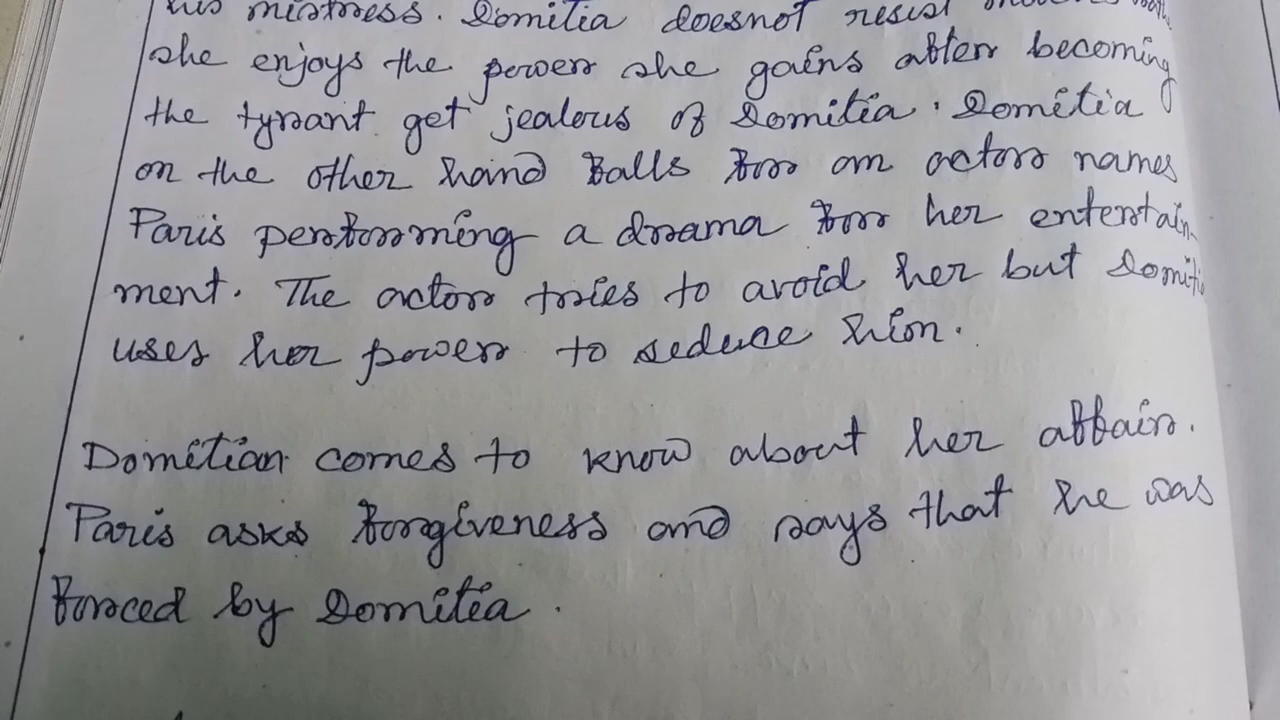 his mistress. Domitia doesnot resist
she enjoys the power she gains after becoming
the tyrant get jealous of Domitia. Domitia
on the other hand falls for an actor names
Paris performing a drama for her entertain-
ment. The actor tries to avoid her but Domiti
uses her power to seduce him.
Domitian comes to know about her affair.
Paris asks forgiveness and says that he was
forced by Domitia.